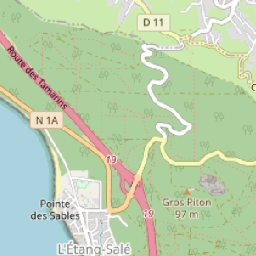 D 11
Route des Tamarins
N 1A
19
Pointe
des Sables
Gros Piton
97 m
19
L'Étang-Salé